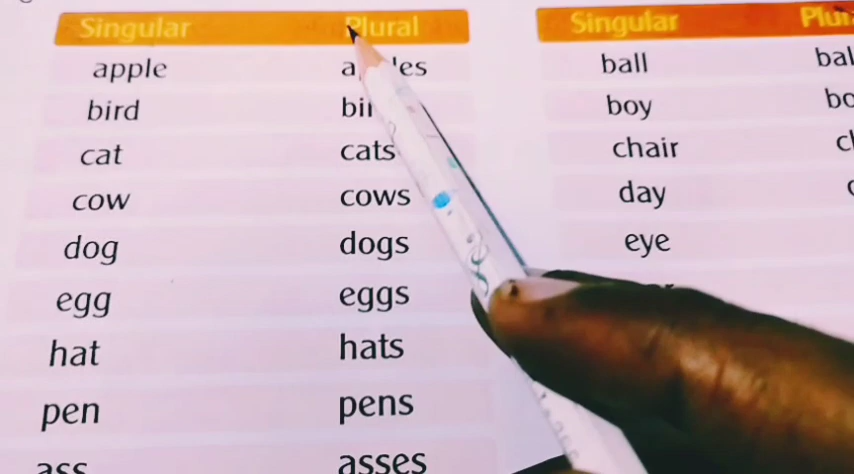 Singular Plural
apple
bird
cat cats
cow cows
dog dogs
egg eggs
hat hats
pen pens
ass asses
Singular
ball
boy
chair
day
eye